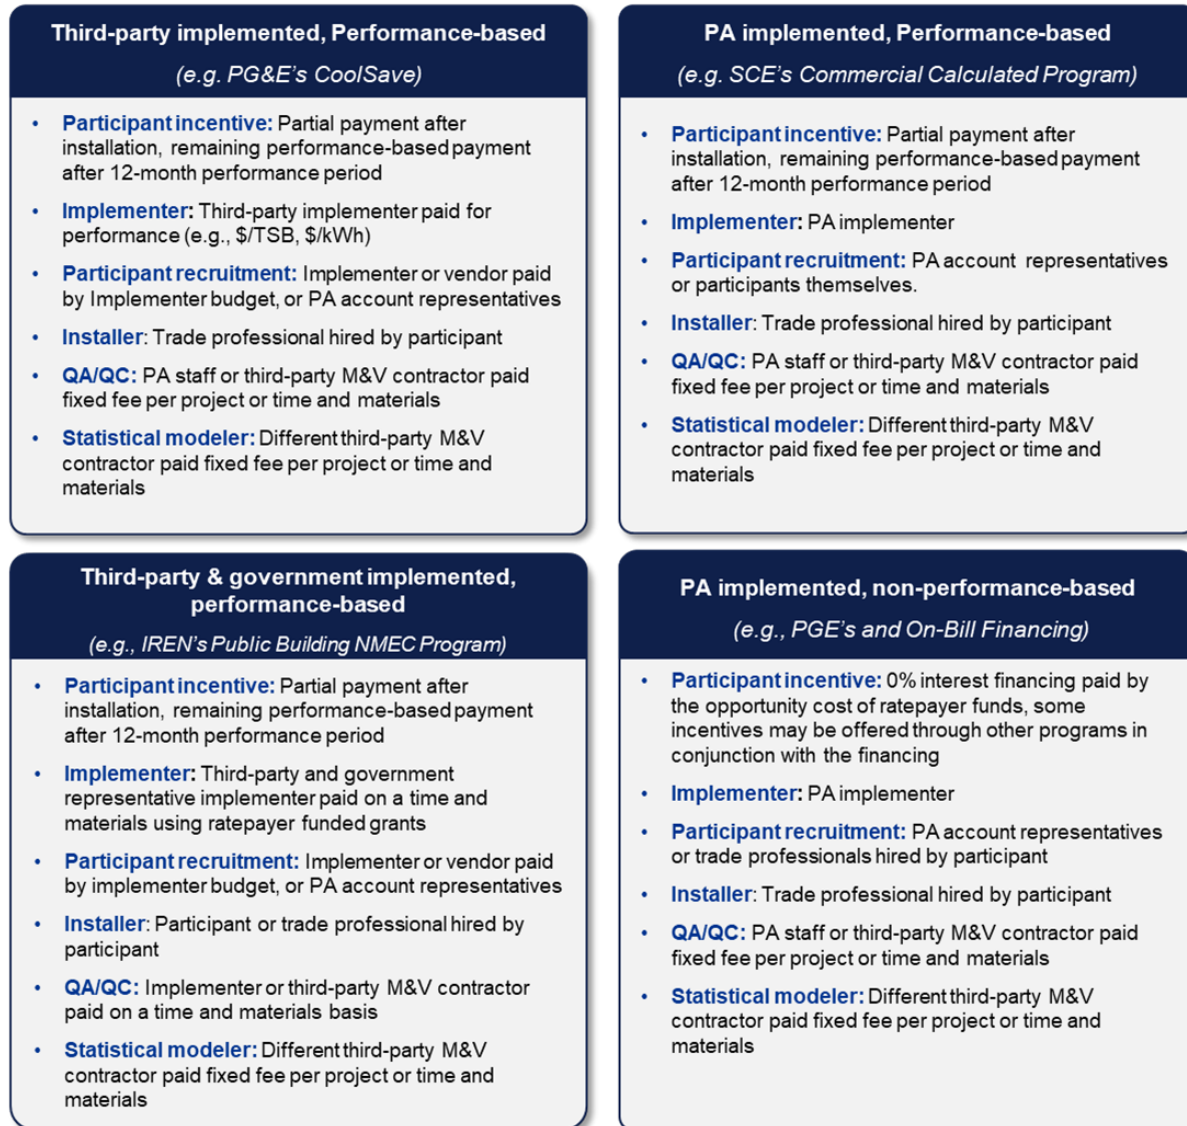 Third-party implemented, Performance-based
(e.g. PG&E's CoolSave)
• Participant incentive: Partial payment after
installation, remaining performance-based payment
after 12-month performance period
• Implementer: Third-party implementer paid for
performance (e.g., $/TSB, $/kWh)
• Participant recruitment: Implementer or vendor paid
by Implementer budget, or PA account representatives
• Installer: Trade professional hired by participant
• QA/QC: PA staff or third-party M&V contractor paid
fixed fee per project or time and materials
• Statistical modeler: Different third-party M&V
contractor paid fixed fee per project or time and
materials
PA implemented, Performance-based
(e.g. SCE's Commercial Calculated Program)
• Participant incentive: Partial payment after
installation, remaining performance-based payment
after 12-month performance period
• Implementer: PA implementer
• Participant recruitment: PA account representatives
or participants themselves.
• Installer: Trade professional hired by participant
• QA/QC: PA staff or third-party M&V contractor paid
fixed fee per project or time and materials
• Statistical modeler: Different third-party M&V
contractor paid fixed fee per project or time and
materials
Third-party & government implemented,
performance-based
(e.g., IREN's Public Building NMEC Program)
• Participant incentive: Partial payment after
installation, remaining performance-based payment
after 12-month performance period
• Implementer: Third-party and government
representative implementer paid on a time and
materials using ratepayer funded grants
• Participant recruitment: Implementer or vendor paid
by implementer budget, or PA account representatives
• Installer: Participant or trade professional hired by
participant
• QA/QC: Implementer or third-party M&V contractor
paid on a time and materials basis
• Statistical modeler: Different third-party M&V
contractor paid fixed fee per project or time and
materials
PA implemented, non-performance-based
(e.g., PGE's and On-Bill Financing)
• Participant incentive: 0% interest financing paid by
the opportunity cost of ratepayer funds, some
incentives may be offered through other programs in
conjunction with the financing
• Implementer: PA implementer
• Participant recruitment: PA account representatives
or trade professionals hired by participant
• Installer: Trade professional hired by participant
• QA/QC: PA staff or third-party M&V contractor paid
fixed fee per project or time and materials
• Statistical modeler: Different third-party M&V
contractor paid fixed fee per project or time and
materials